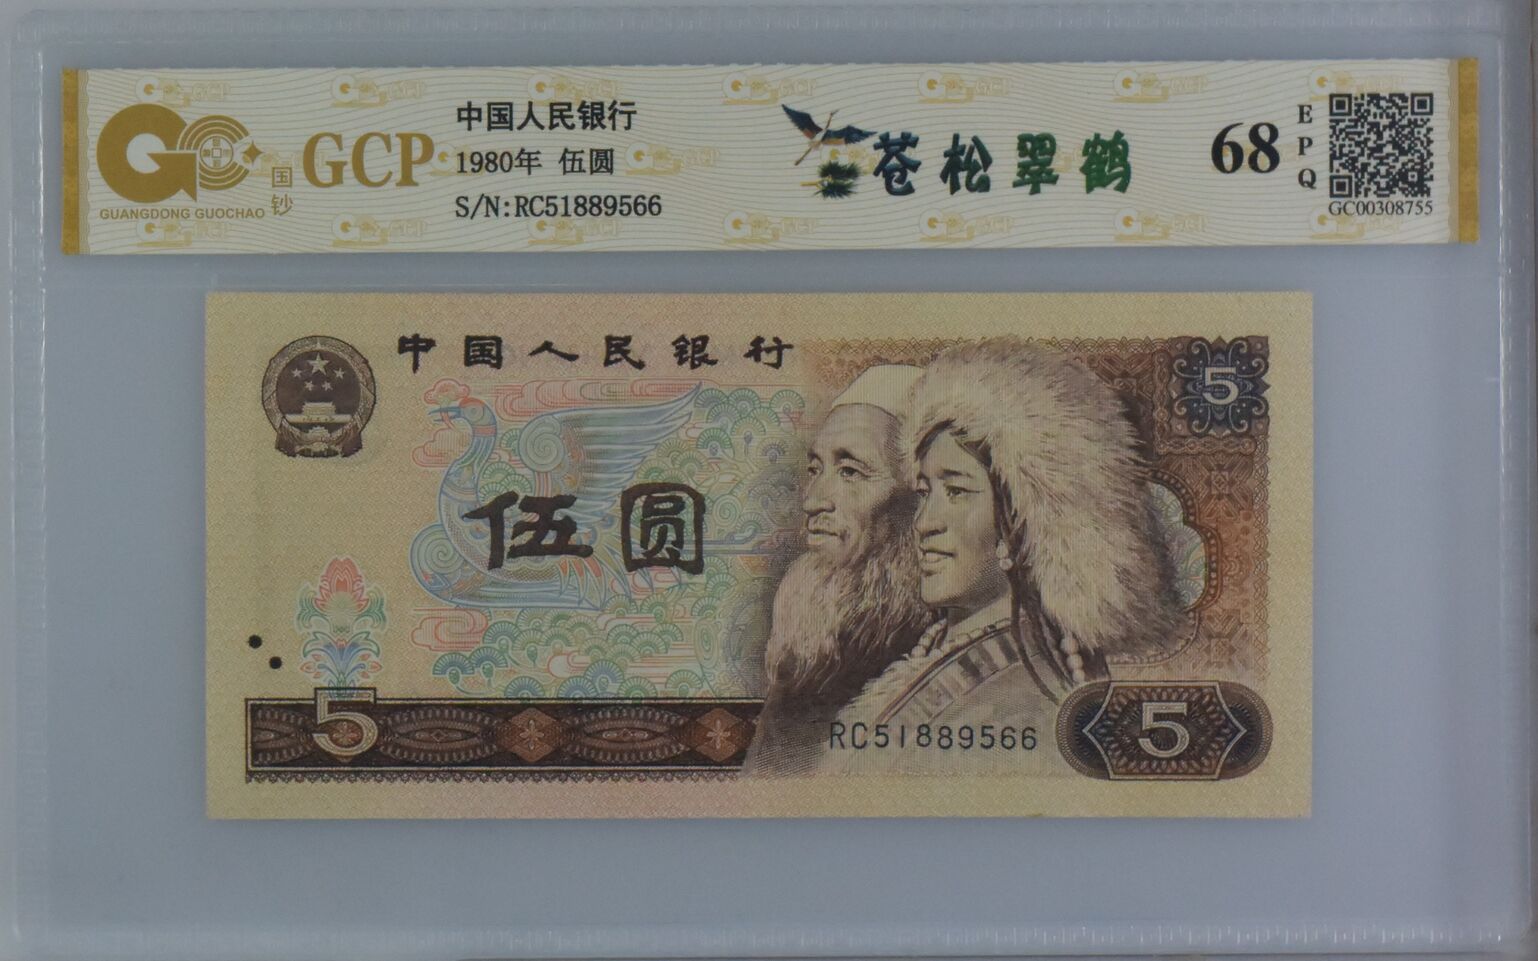 中国人民银行
1980年 伍圆
S/N:RC51889566
GCP
国钞
GUANGDONG GUOCHAO
苍松翠鹤
68
EPQ
GC00308755
中国人民银行
5
伍圆
5
RC51889566
5